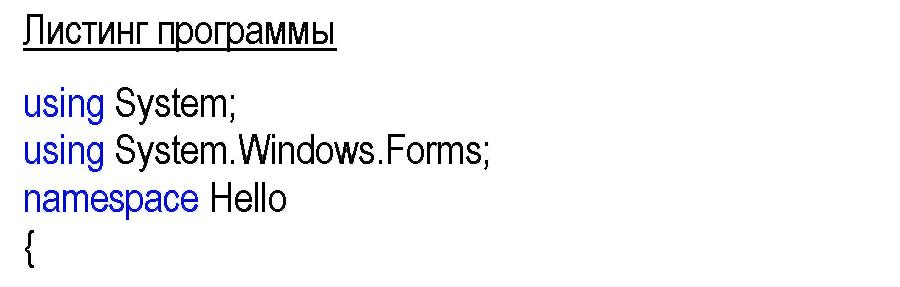 Листинг программы
using System;
using System.Windows.Forms;
namespace Hello
{